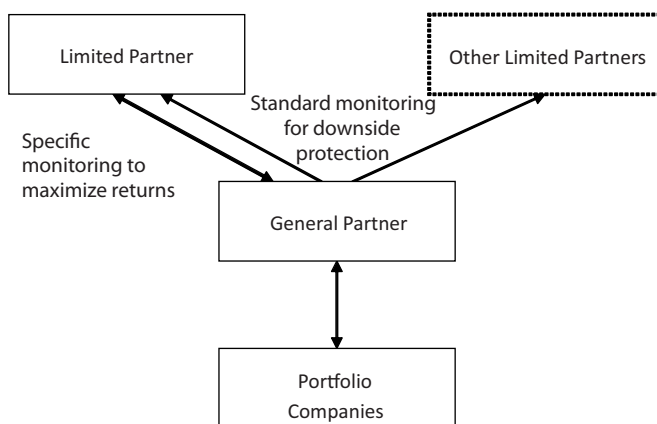 Limited Partner
Other Limited Partners
Standard monitoring
for downside
protection
Specific
monitoring to
maximize returns
General Partner
Portfolio
Companies